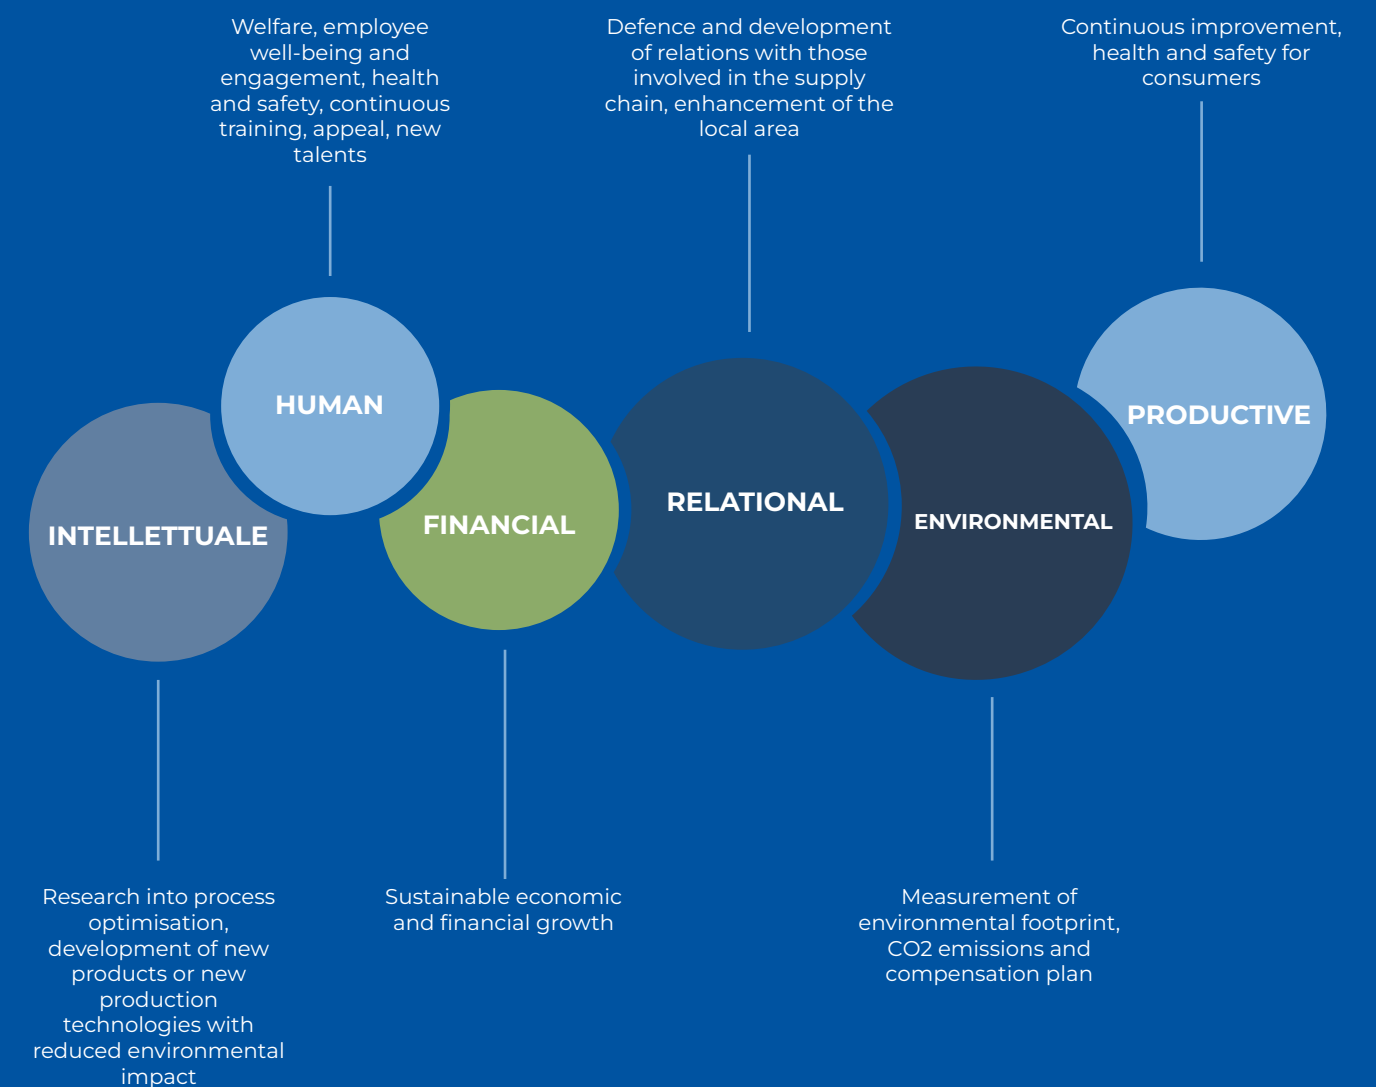 Welfare, employee
well-being and
engagement, health
and safety, continuous
training, appeal, new
talents
Defence and development
of relations with those
involved in the supply
chain, enhancement of the
local area
Continuous improvement,
health and safety for
consumers
INTELLETTUALE
HUMAN
FINANCIAL
RELATIONAL
ENVIRONMENTAL
PRODUCTIVE
Research into process
optimisation,
development of new
products or new
production
technologies with
reduced environmental
impact
Sustainable economic
and financial growth
Measurement of
environmental footprint,
CO2 emissions and
compensation plan